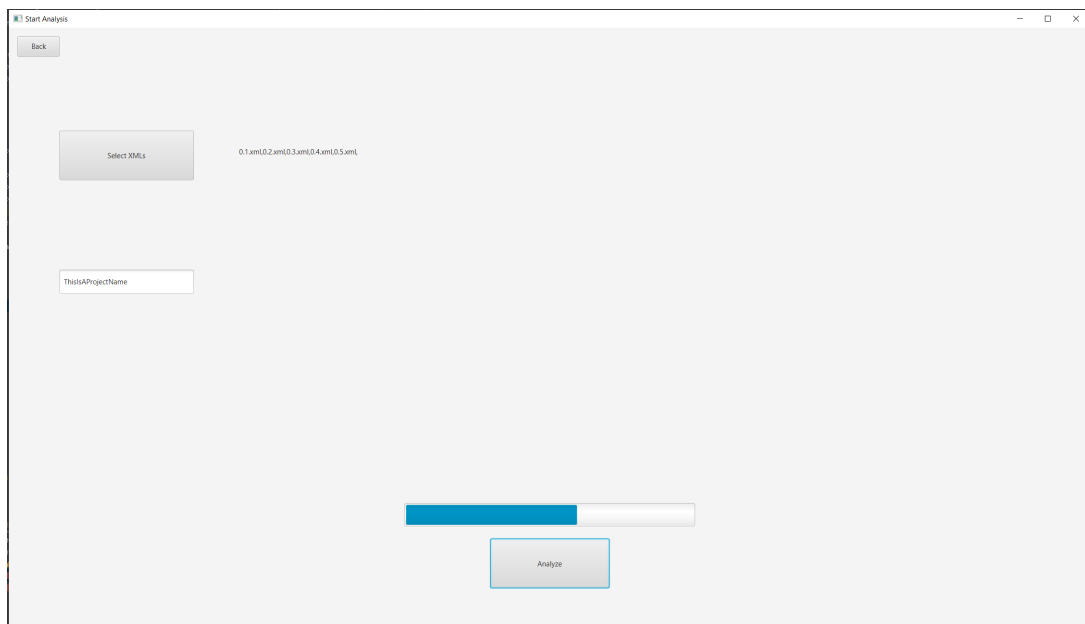 Start Analysis
Back
Select XMLs
0.1.xml,0.2.xml,0.3.xml,0.4.xml,0.5.xml,
ThisIsAProjectName
Analyze